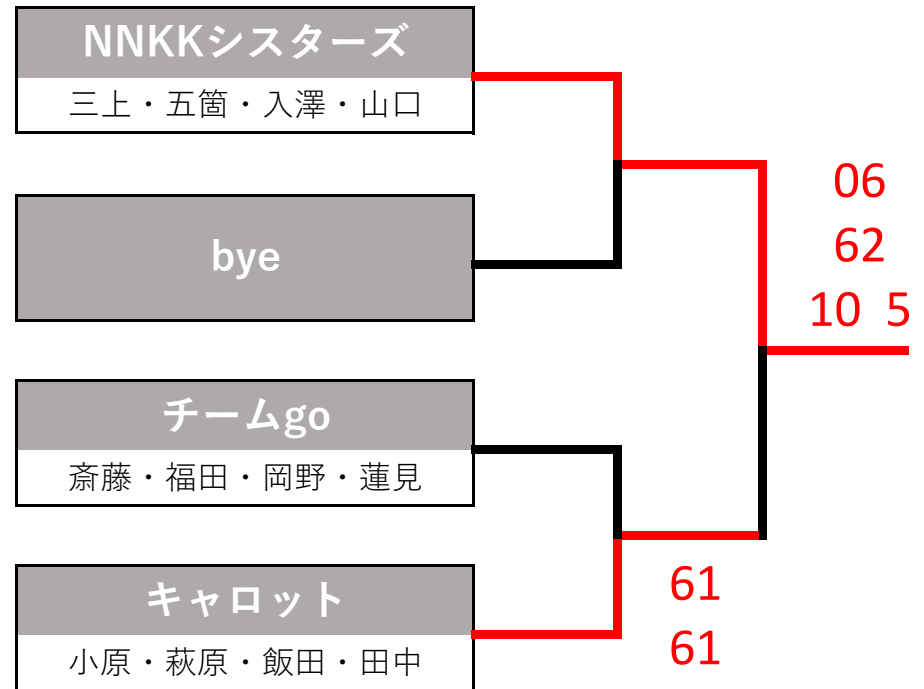 NNKKシスターズ
三上・五箇・入澤・山口
bye
チームgo
斎藤・福田・岡野・蓮見
キャロット
小原・萩原・飯田・田中
06
62
10 5
61
61